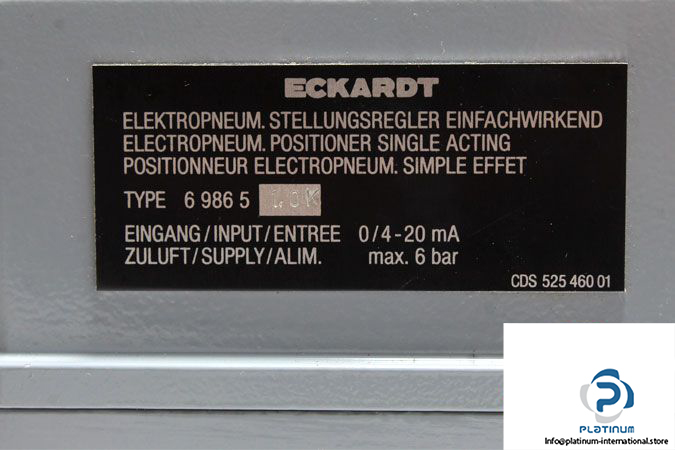 ECKARDT
ELEKTROPNEUM. STELLUNGSREGLER EINFACHWIRKEND
ELECTROPNEUM. POSITIONER SINGLE ACTING
POSITIONNEUR ELECTROPNEUM. SIMPLE EFFET
TYPE 6 986 5
EINGANG/INPUT/ENTREE 0/4-20 mA
ZULUFT/SUPPLY/ALIM. max. 6 bar
CDS 525 460 01
PLATINUM
Info@platinum-international.store